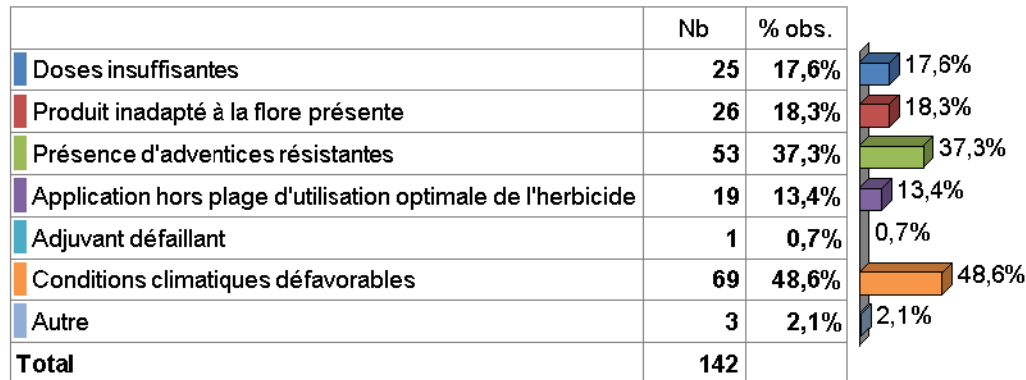 Nb % obs.
Doses insuffisantes 25 17,6% 17,6%
Produit inadapté à la flore présente 26 18,3% 18,3%
Présence d'adventices résistantes 53 37,3% 37,3%
Application hors plage d'utilisation optimale de l'herbicide 19 13,4% 13,4%
Adjuvant défaillant 1 0,7% 0,7%
Conditions climatiques défavorables 69 48,6% 48,6%
Autre 3 2,1% 2,1%
Total 142